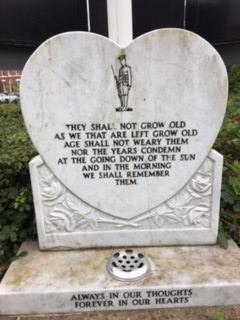 THEY SHALL NOT GROW OLD
AS WE THAT ARE LEFT GROW OLD
AGE SHALL NOT WEARY THEM
NOR THE YEARS CONDEMN
AT THE GOING DOWN OF THE SUN
AND IN THE MORNING
WE SHALL REMEMBER
THEM.
ALWAYS IN OUR THOUGHTS
FOREVER IN OUR HEARTS